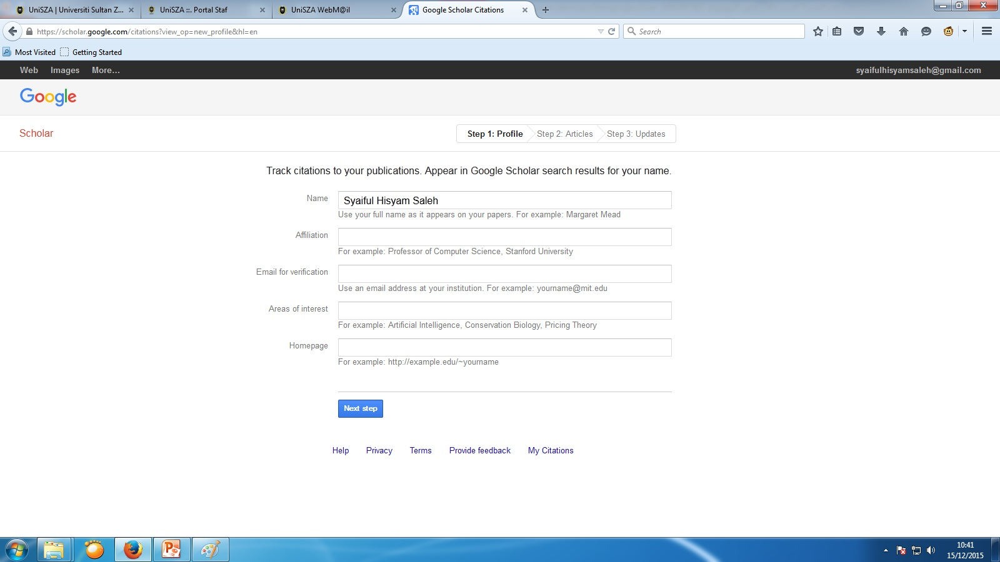 UniSZA | Universiti Sultan Z...
UniSZA ::. Portal Staf
UniSZA WebM@il
Google Scholar Citations
https://scholar.google.com/citations?view_op=new_profile&hl=en
Search
Most Visited
Getting Started
Web Images More...
syaifulhisyamsaleh@gmail.com
Google
Scholar
Step 1: Profile
Step 2: Articles
Step 3: Updates
Track citations to your publications. Appear in Google Scholar search results for your name.
Name
Syaiful Hisyam Saleh
Use your full name as it appears on your papers. For example: Margaret Mead
Affiliation
For example: Professor of Computer Science, Stanford University
Email for verification
Use an email address at your institution. For example: yourname@mit.edu
Areas of interest
For example: Artificial Intelligence, Conservation Biology, Pricing Theory
Homepage
For example: http://example.edu/~yourname
Next step
Help Privacy Terms Provide feedback My Citations
10:41
15/12/2015